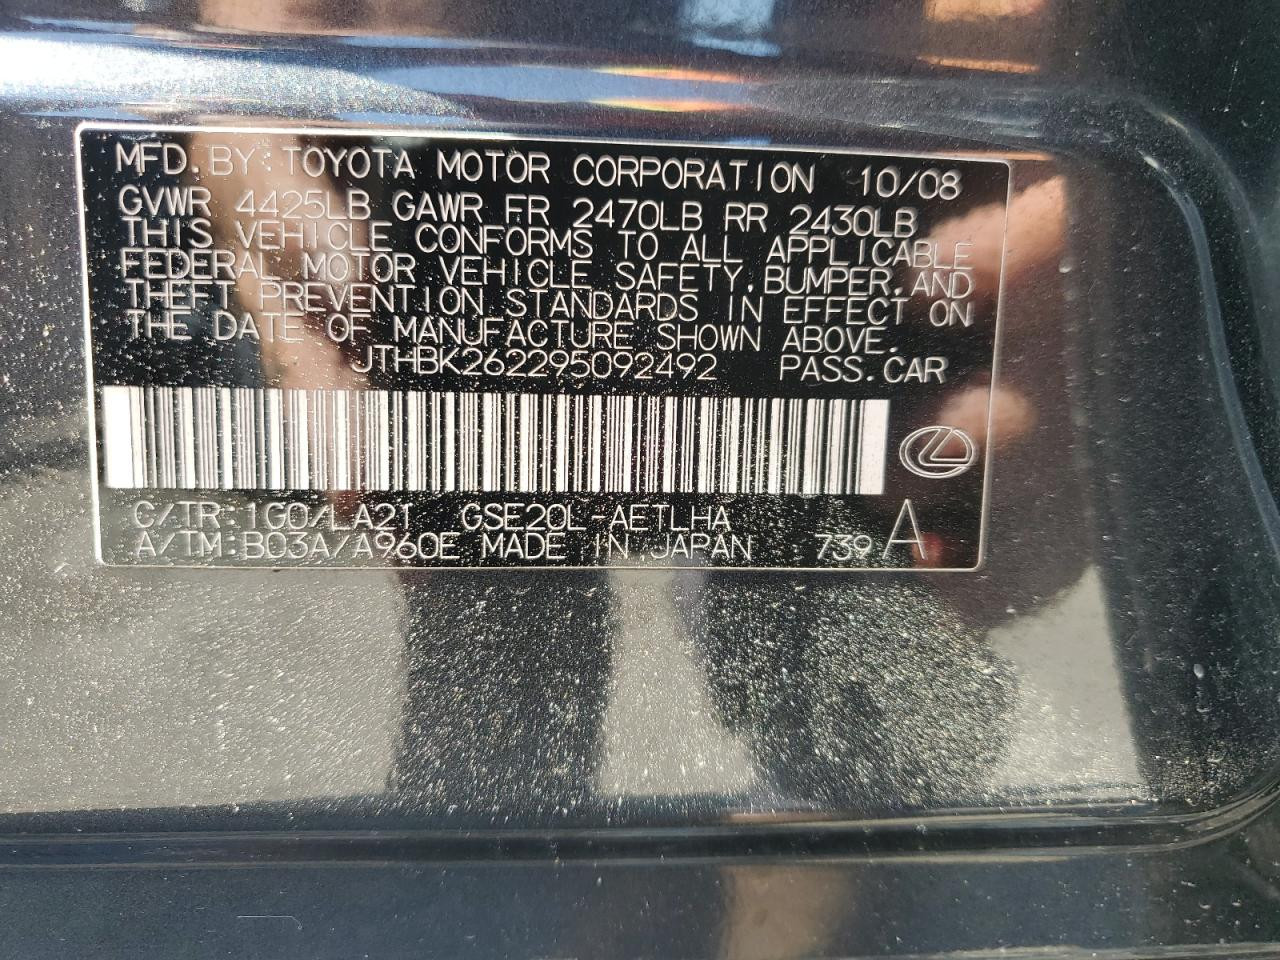 MFD.BY:TOYOTA MOTOR CORPORATION 10/08
GVWR 4425LB GAWR FR 2470LB RR 2430LB
THIS VEHICLE CONFORMS TO ALL APPLICABLE
FEDERAL MOTOR VEHICLE SAFETY,BUMPER,AND
THEFT PREVENTION STANDARDS IN EFFECT ON
THE DATE OF MANUFACTURE SHOWN ABOVE.
JTHBK262295092492 PASS.CAR
C/TR:1G0/LA21 GSE20L-AETLHA
A/TM:B03A/A960E MADE IN JAPAN 739 A